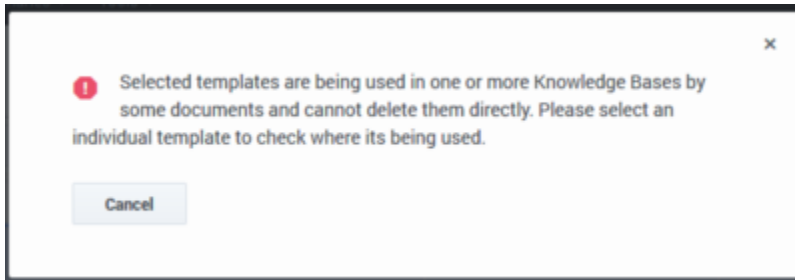 ×
Selected templates are being used in one or more Knowledge Bases by
some documents and cannot delete them directly. Please select an
individual template to check where its being used.
Cancel